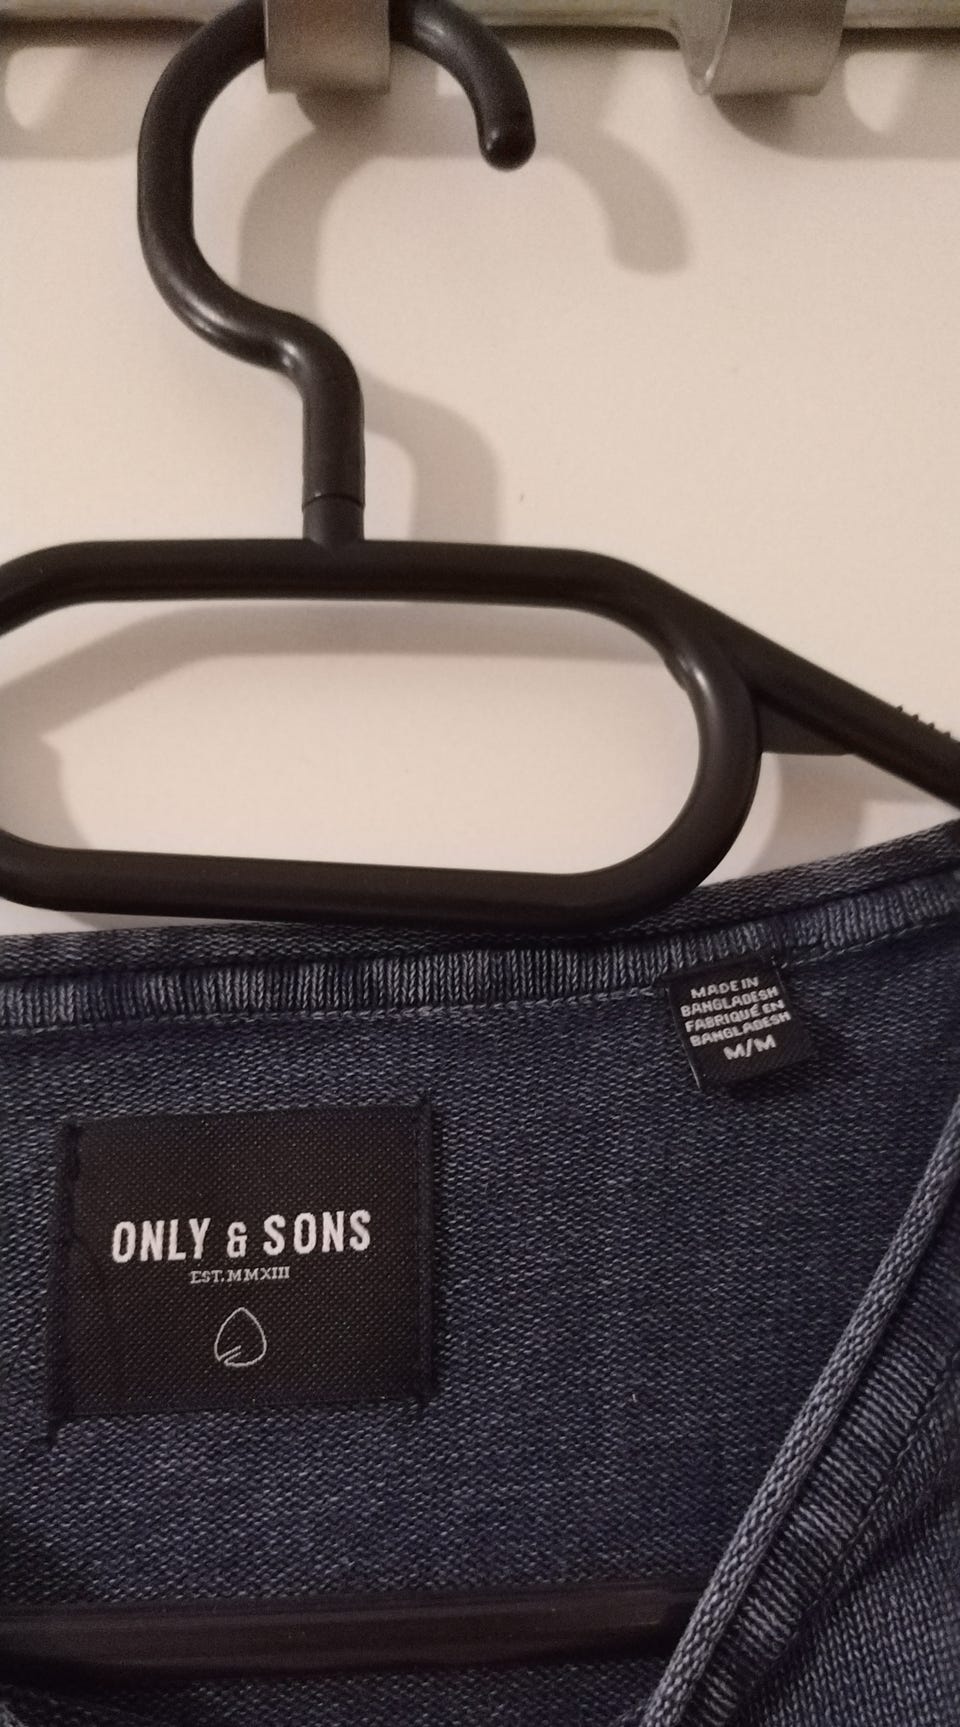 MADE IN
BANGLADESH
FABRIQUÉ EN
BANGLADESH
M/M
ONLY & SONS
EST. MMXIII